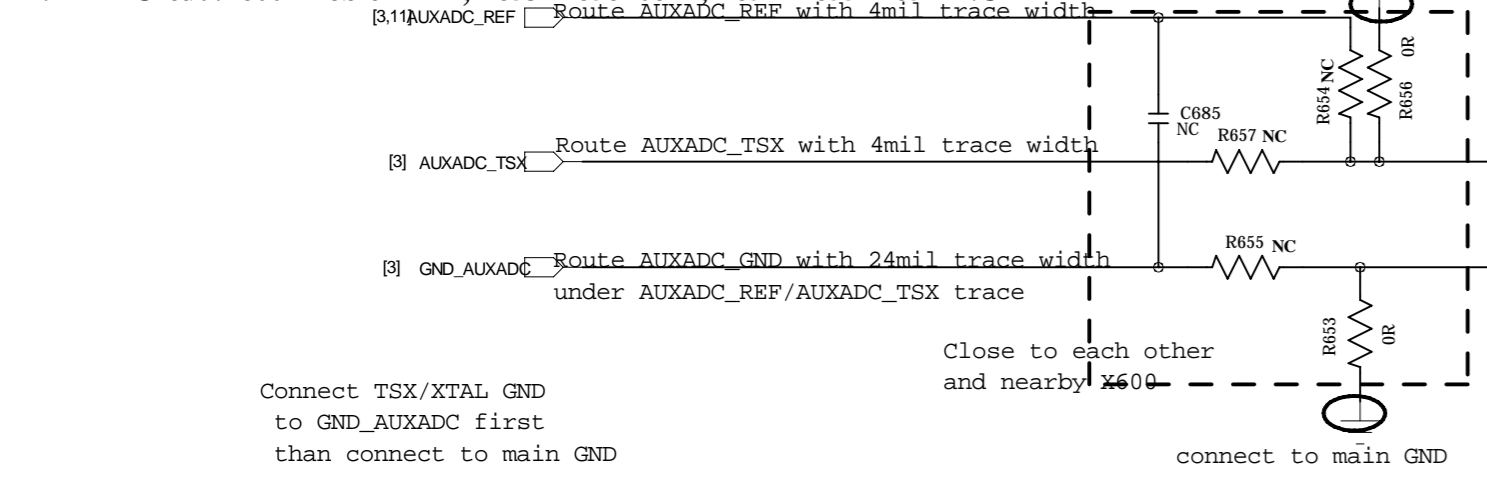 [3,11]AUXADC_REF
Route AUXADC_REF with 4mil trace width
R654 NC
R656 0R
C685
NC
R657 NC
[3] AUXADC_TSX
Route AUXADC_TSX with 4mil trace width
R655 NC
[3] GND_AUXADC
Route AUXADC_GND with 24mil trace width
under AUXADC_REF/AUXADC_TSX trace
R653 0R
Close to each other
and nearby X600
Connect TSX/XTAL GND
to GND_AUXADC first
than connect to main GND
connect to main GND